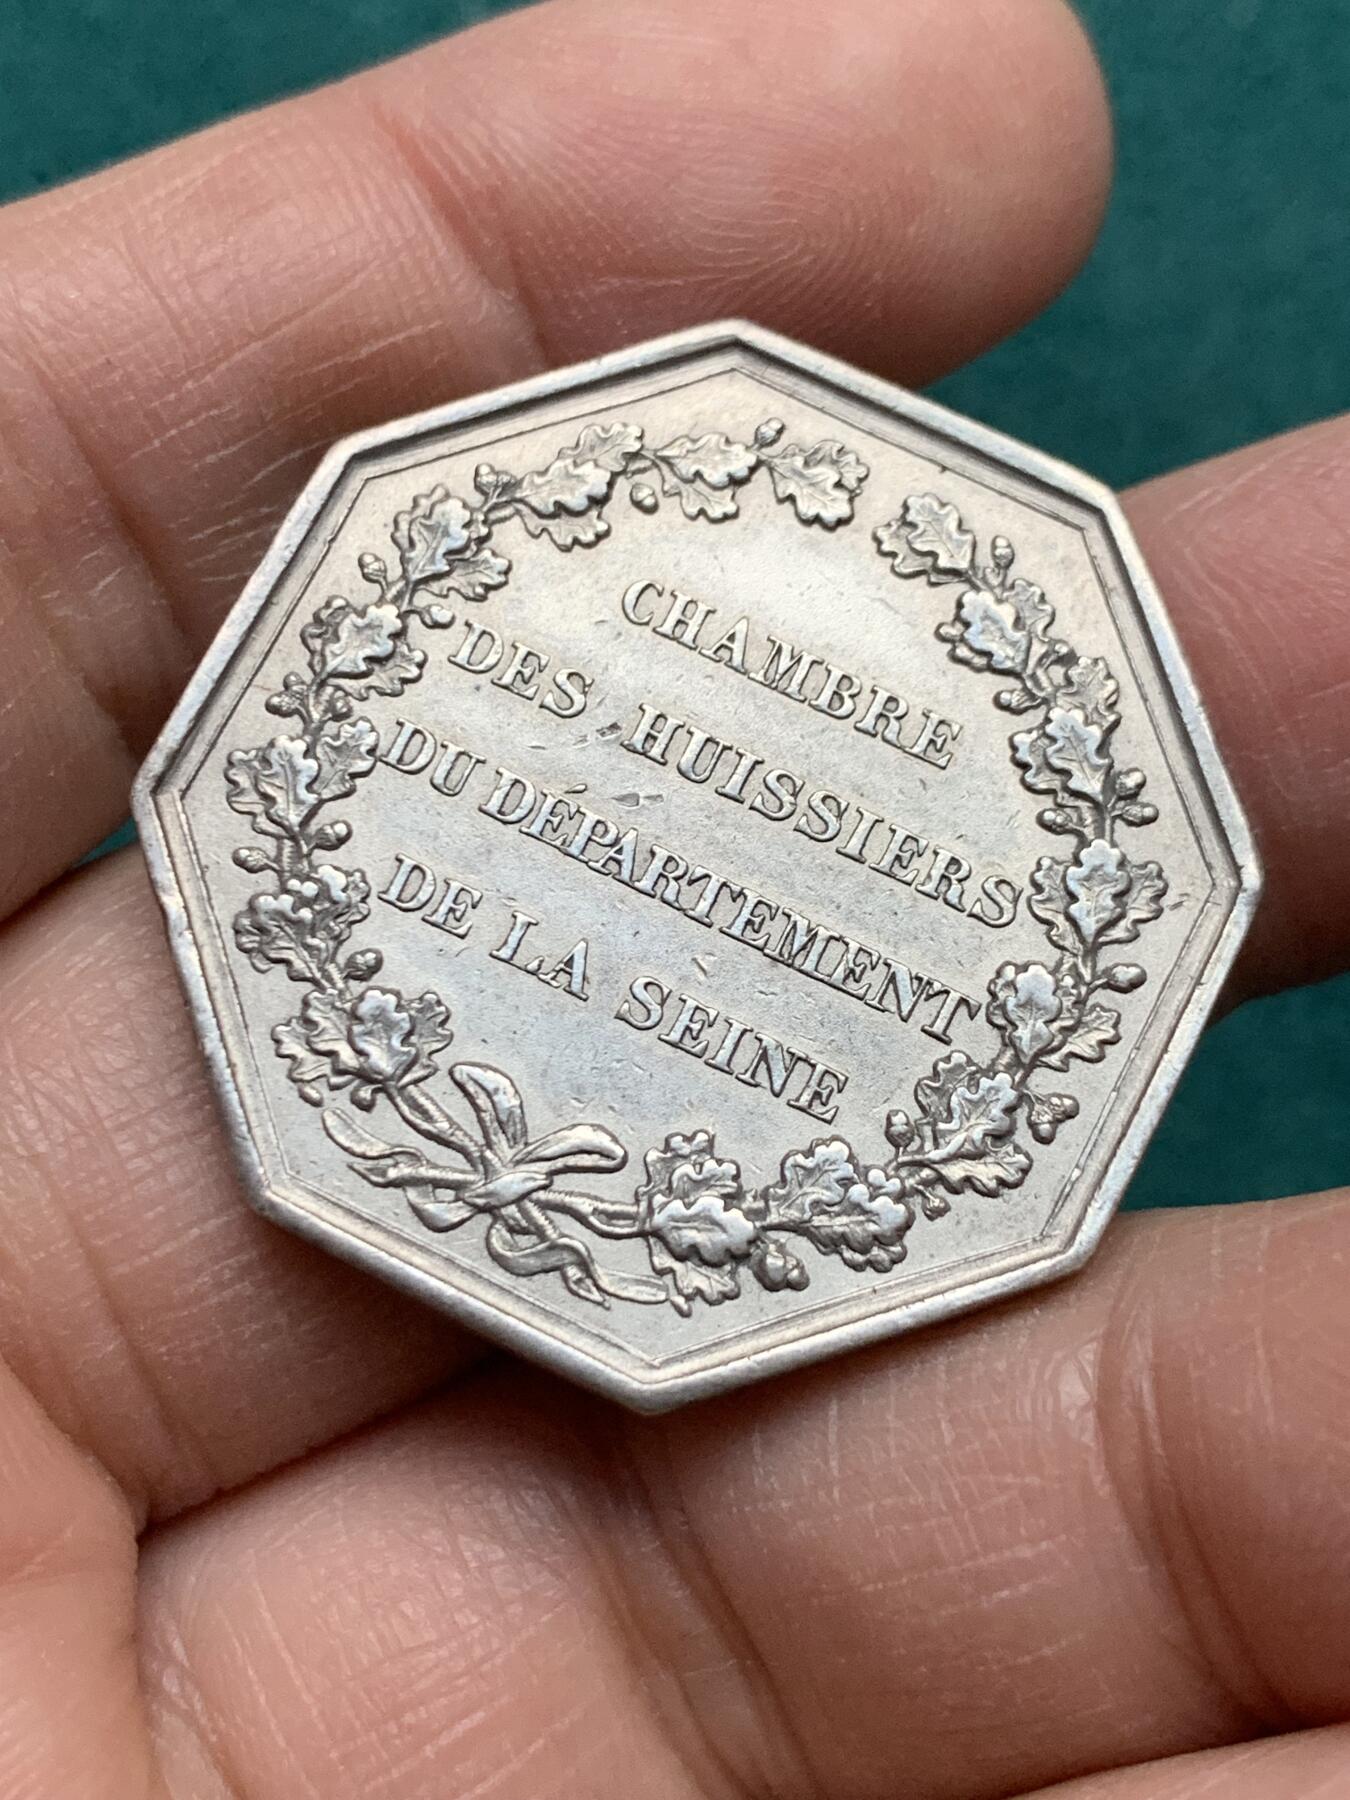 CHAMBRE
DES HUISSIERS
DU DÉPARTEMENT
DE LA SEINE